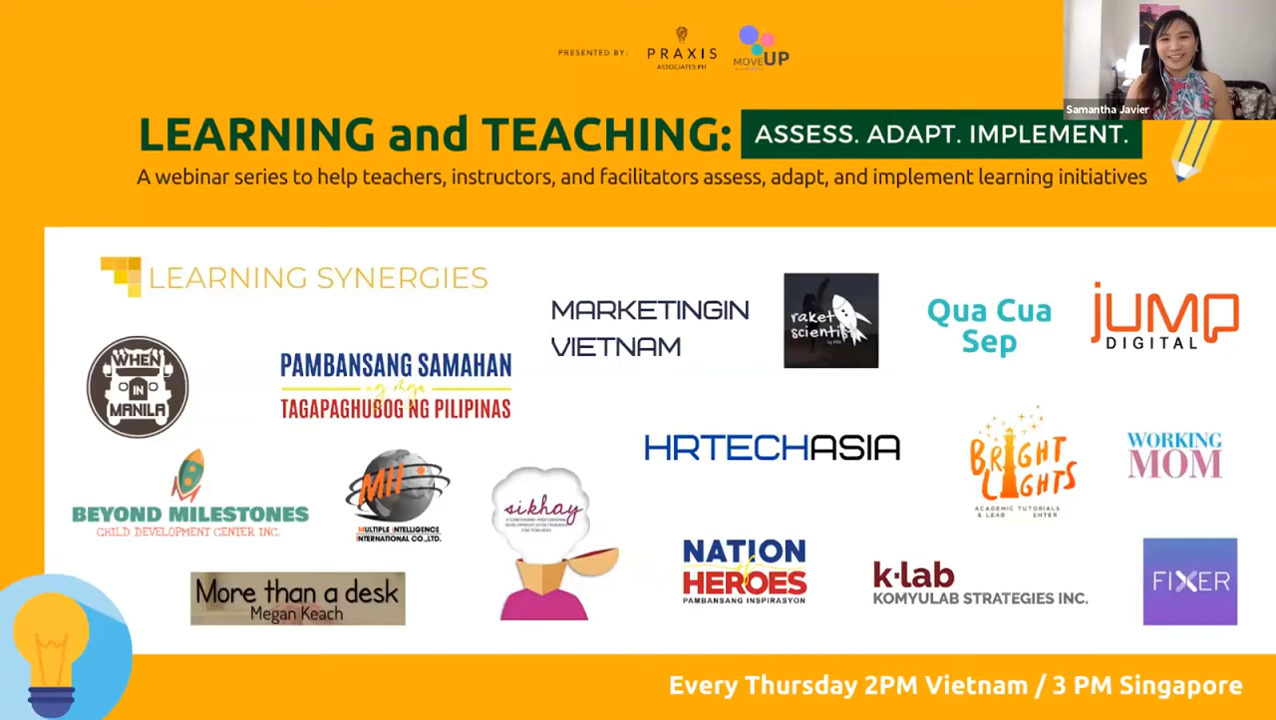 PRESENTED BY:
PRAXIS
ASSOCIATES PH
MOVEUP
Samantha Javier
LEARNING and TEACHING:
ASSESS. ADAPT. IMPLEMENT.
A webinar series to help teachers, instructors, and facilitators assess, adapt, and implement learning initiatives
LEARNING SYNERGIES
MARKETINGIN
VIETNAM
raket
scientist
Qua Cua
Sep
JUMP
DIGITAL
WHEN
IN
MANILA
PAMBANSANG SAMAHAN
ng mga
TAGAPAGHUBOG NG PILIPINAS
HRTECHASIA
BRIGHT
LIGHTS
ACADEMIC TUTORIALS
WORKING
MOM
BEYOND MILESTONES
CHILD DEVELOPMENT CENTER INC.
MII
MULTIPLE INTELLIGENCE
INTERNATIONAL CO.,LTD.
sikhay
NATION
of
HEROES
PAMBANSANG INSPIRASYON
k·lab
KOMYULAB STRATEGIES INC.
FIXER
More than a desk
Megan Keach
Every Thursday 2PM Vietnam / 3 PM Singapore